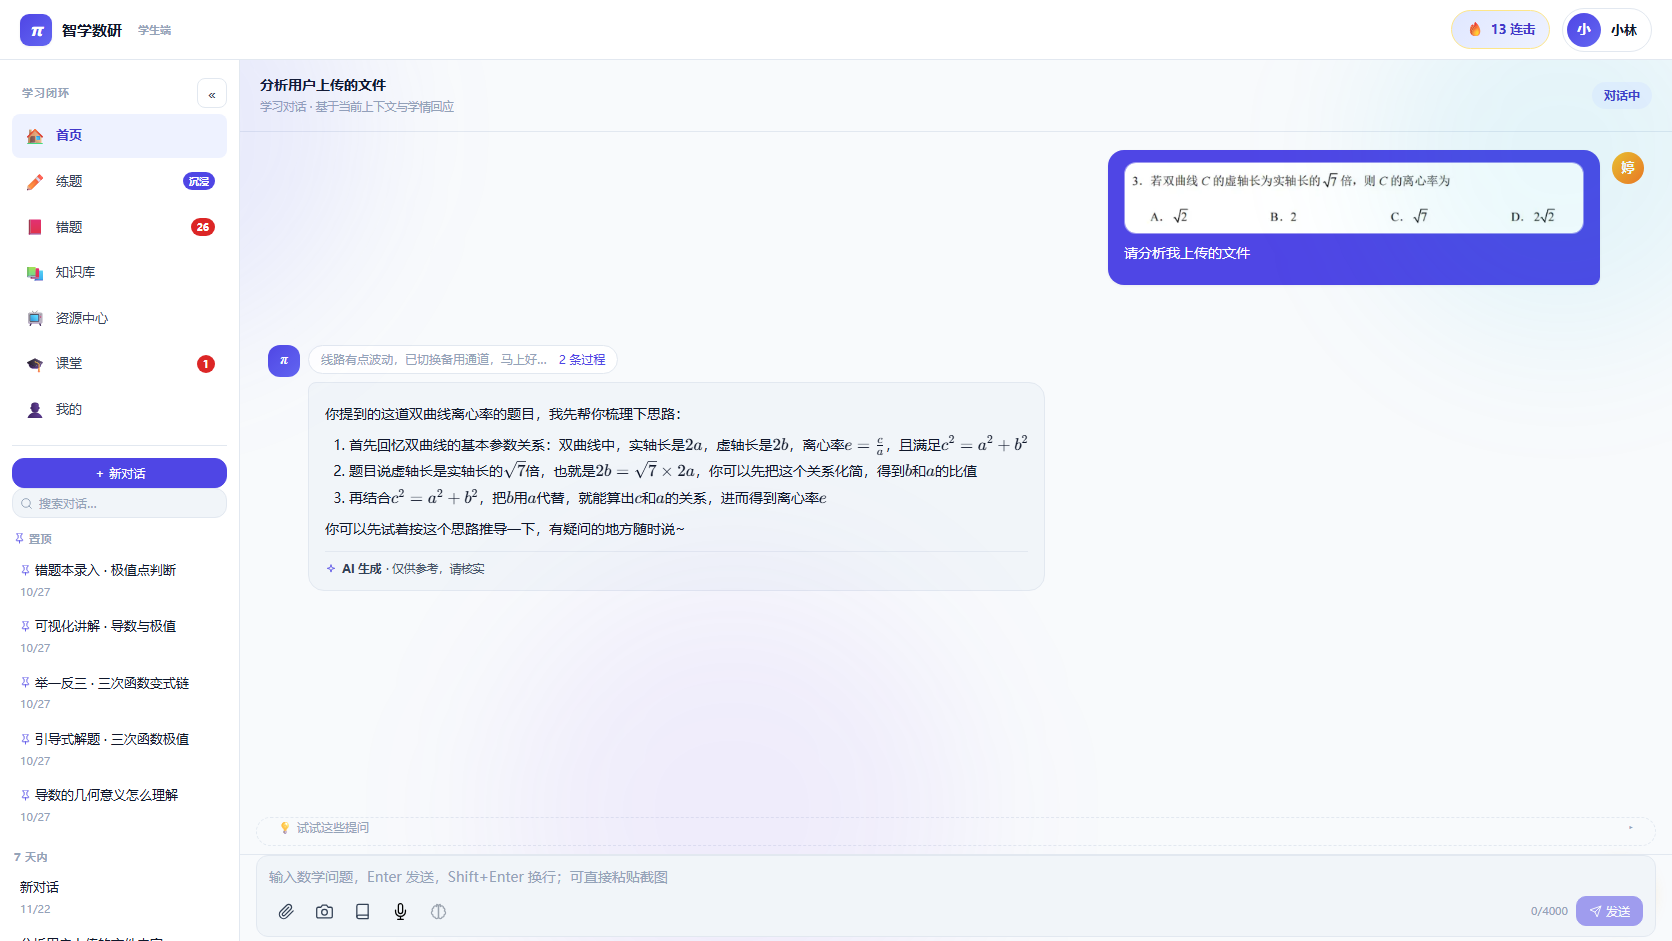 π 智学数研 学生端
13 连击
小 小林
学习闭环
«
首页
练题 沉浸
错题 26
知识库
资源中心
课堂 1
我的
+ 新对话
搜索对话...
置顶
错题本录入 · 极值点判断
10/27
可视化讲解 · 导数与极值
10/27
举一反三 · 三次函数变式链
10/27
引导式解题 · 三次函数极值
10/27
导数的几何意义怎么理解
10/27
7 天内
新对话
11/22
分析用户上传的文件内容
分析用户上传的文件
学习对话 · 基于当前上下文与学情回应
对话中
3. 若双曲线 C 的虚轴长为实轴长的 √7 倍，则 C 的离心率为
A. √2 B. 2 C. √7 D. 2√2
请分析我上传的文件
婷
π
线路有点波动，已切换备用通道，马上好... 2 条过程
你提到的这道双曲线离心率的题目，我先帮你梳理下思路：
1. 首先回忆双曲线的基本参数关系：双曲线中，实轴长是2a，虚轴长是2b，离心率e = c/a，且满足c² = a² + b²
2. 题目说虚轴长是实轴长的√7倍，也就是2b = √7 × 2a，你可以先把这个关系化简，得到b和a的比值
3. 再结合c² = a² + b²，把b用a代替，就能算出c和a的关系，进而得到离心率e
你可以先试着按这个思路推导一下，有疑问的地方随时说~
AI 生成 · 仅供参考，请核实
试试这些提问
输入数学问题，Enter 发送，Shift+Enter 换行；可直接粘贴截图
0/4000 发送